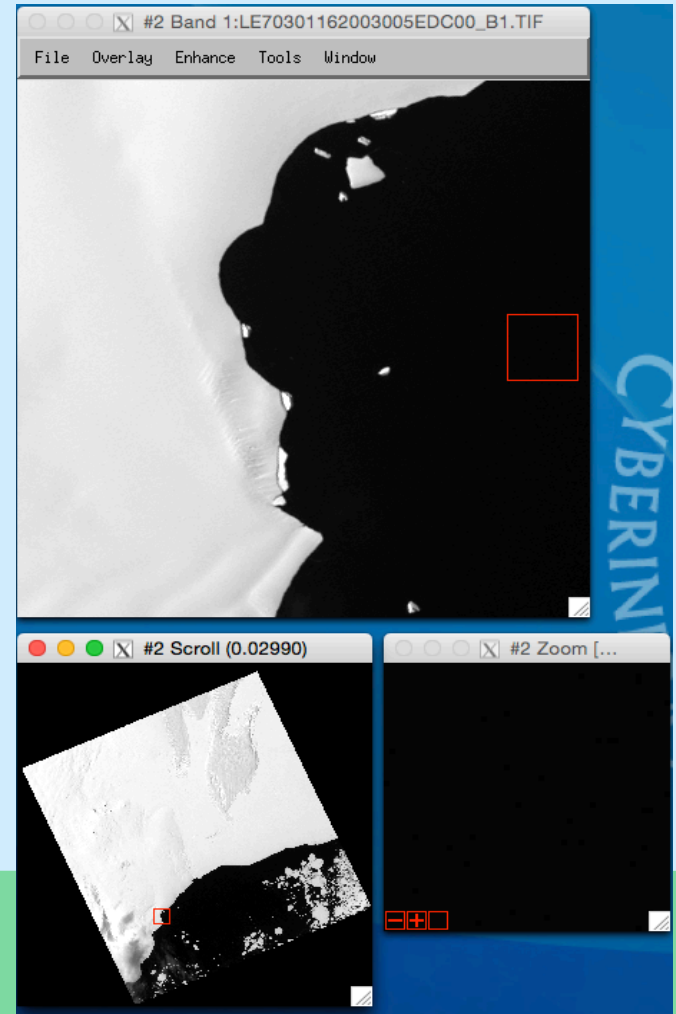 #2 Band 1:LE70301162003005EDC00_B1.TIF
File Overlay Enhance Tools Window
CYBERIN
#2 Scroll (0.02990)
#2 Zoom [...